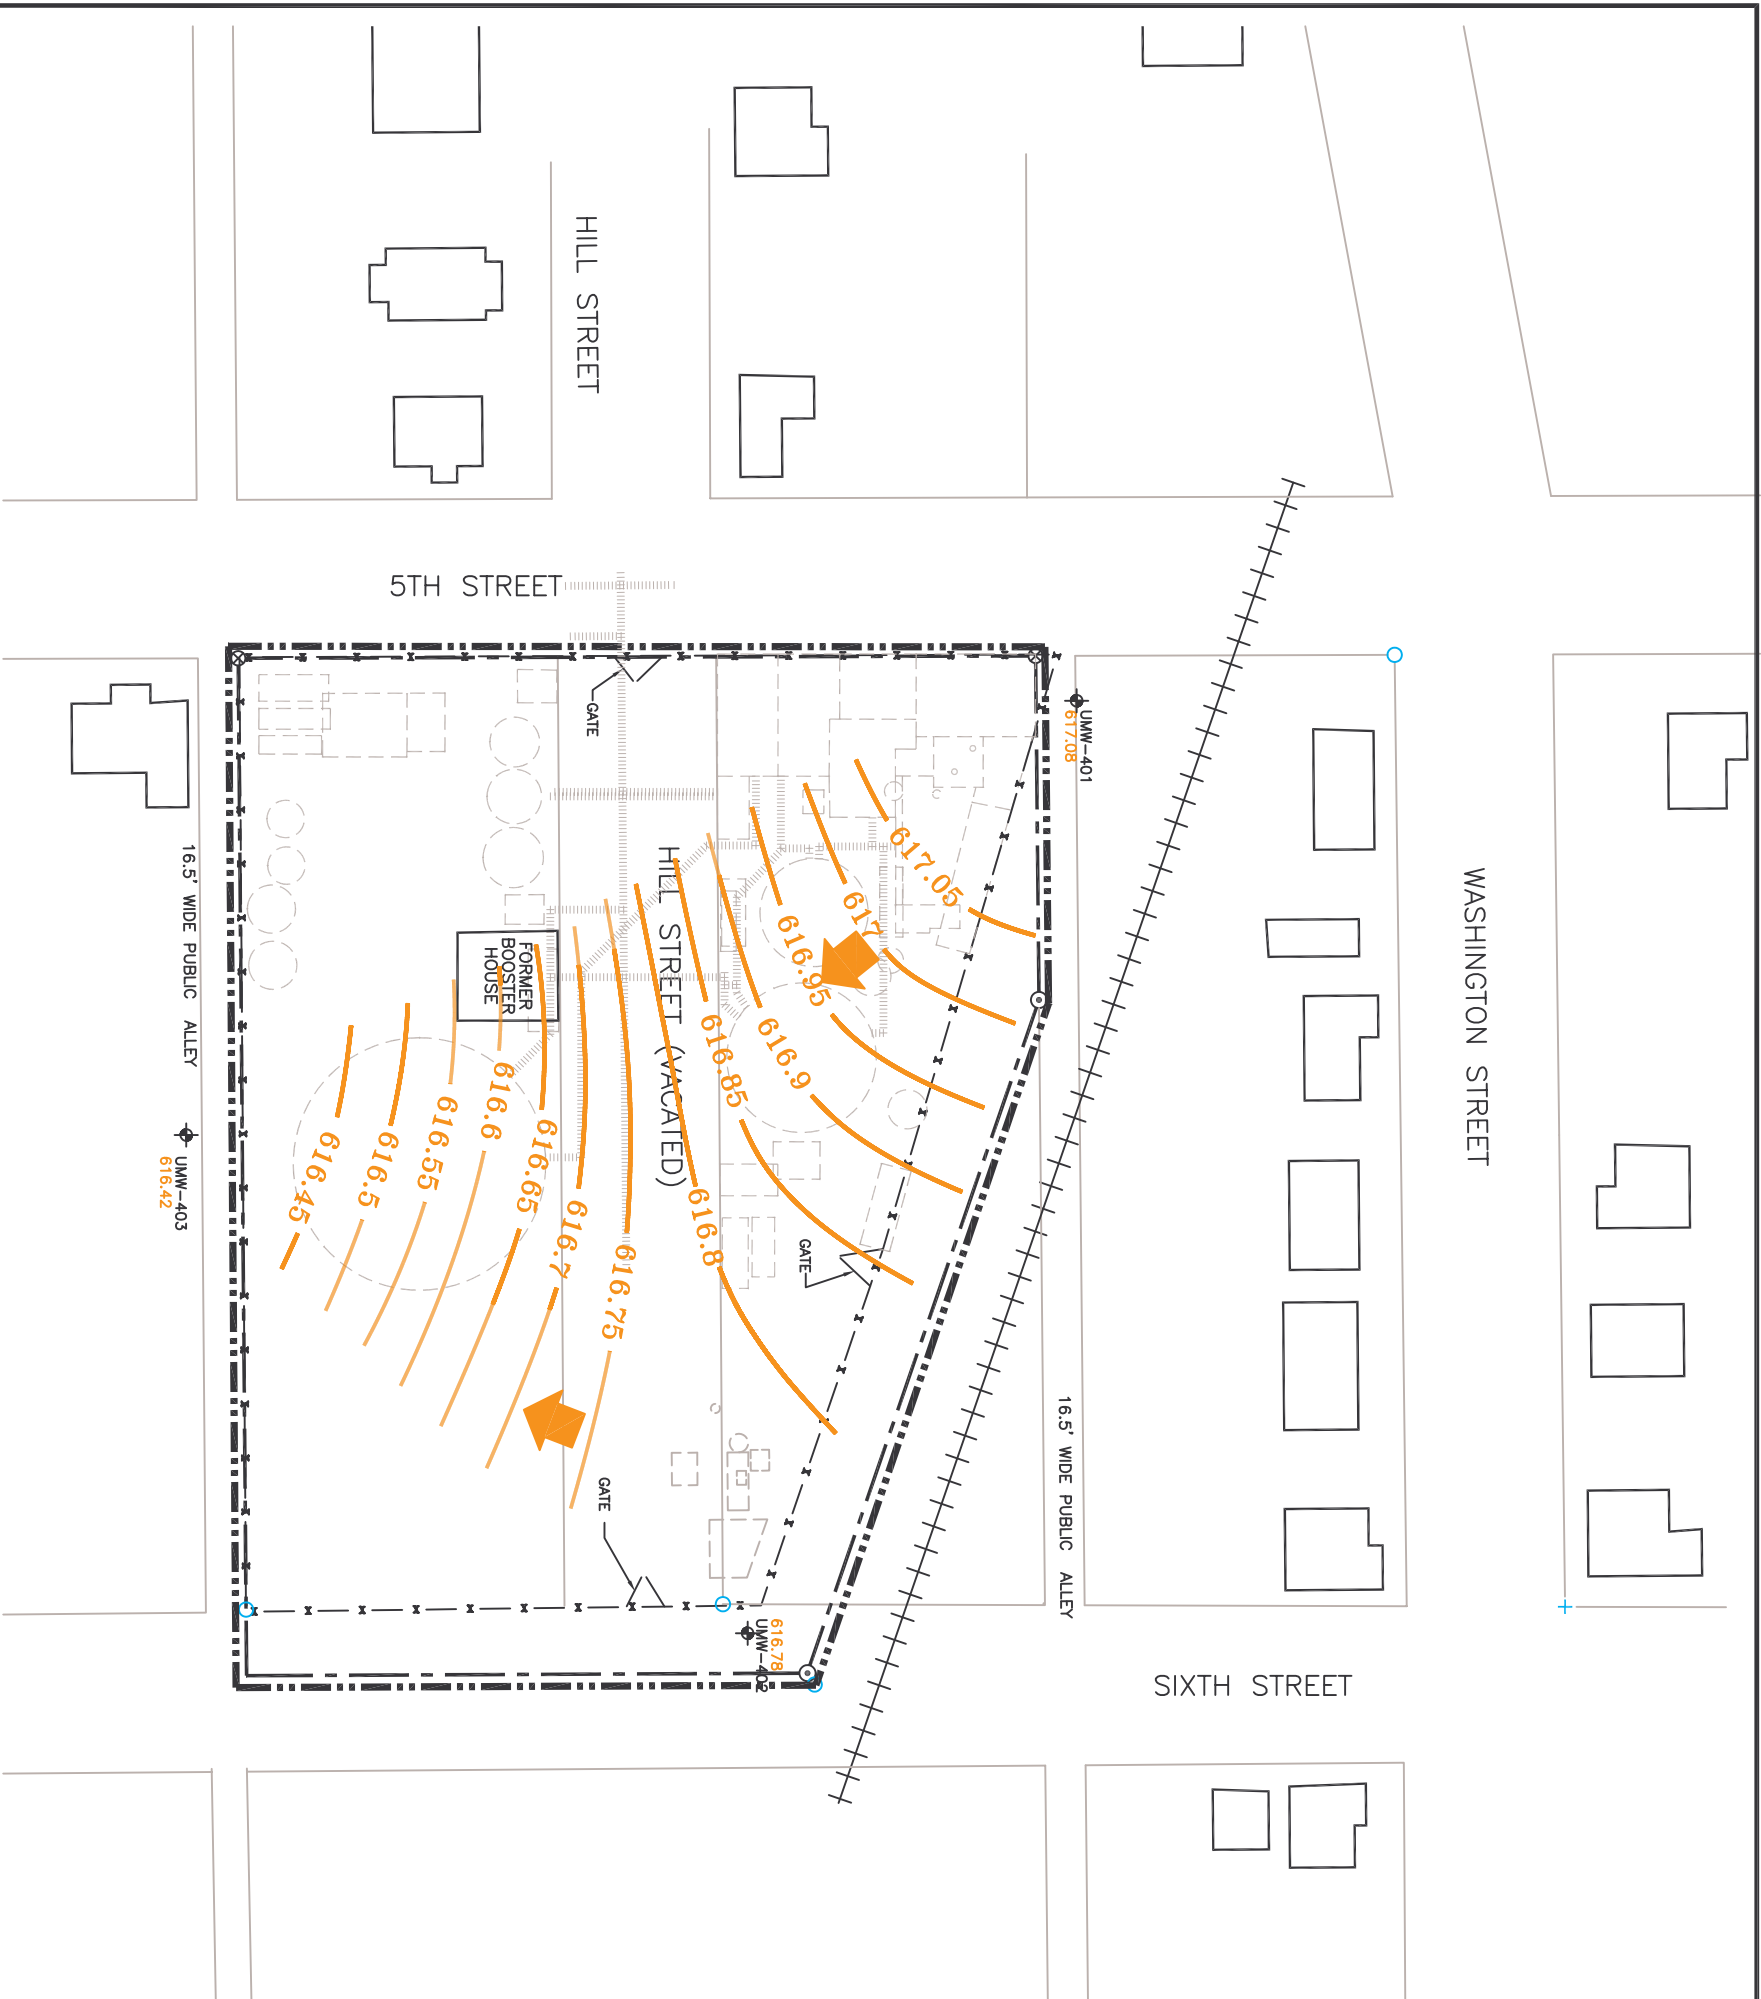 HILL STREET
5TH STREET
GATE
UMW-401
617.08
WASHINGTON STREET
16.5' WIDE PUBLIC ALLEY
HILL STREET (VACATED)
FORMER
BOOSTER
HOUSE
617.05
617
616.95
616.9
616.85
616.8
616.75
616.7
616.65
616.6
616.55
616.5
616.45
UMW-403
616.42
GATE
16.5' WIDE PUBLIC ALLEY
GATE
616.78
UMW-402
SIXTH STREET